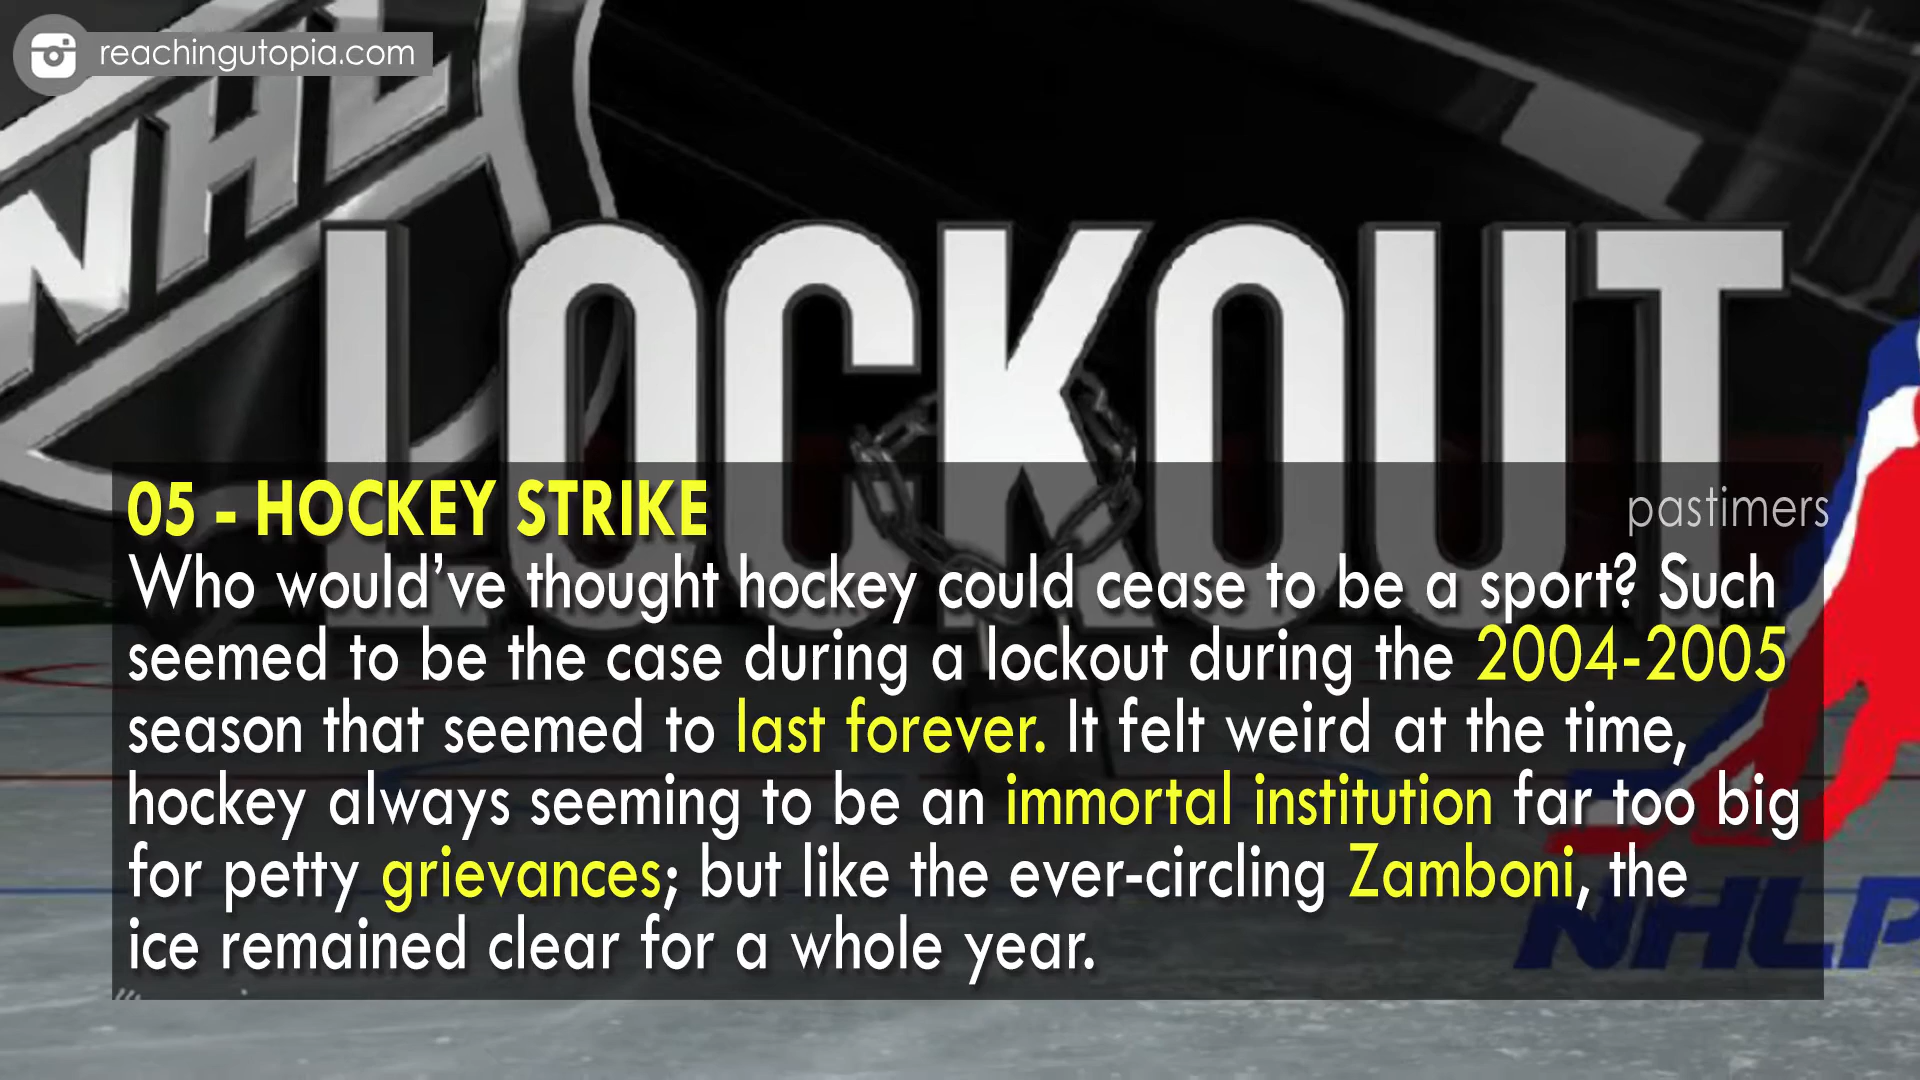 reachingutopia.com
NHL
LOCKOUT
05 - HOCKEY STRIKE
pastimers
Who would’ve thought hockey could cease to be a sport? Such
seemed to be the case during a lockout during the 2004-2005
season that seemed to last forever. It felt weird at the time,
hockey always seeming to be an immortal institution far too big
for petty grievances; but like the ever-circling Zamboni, the
ice remained clear for a whole year.
NHLP